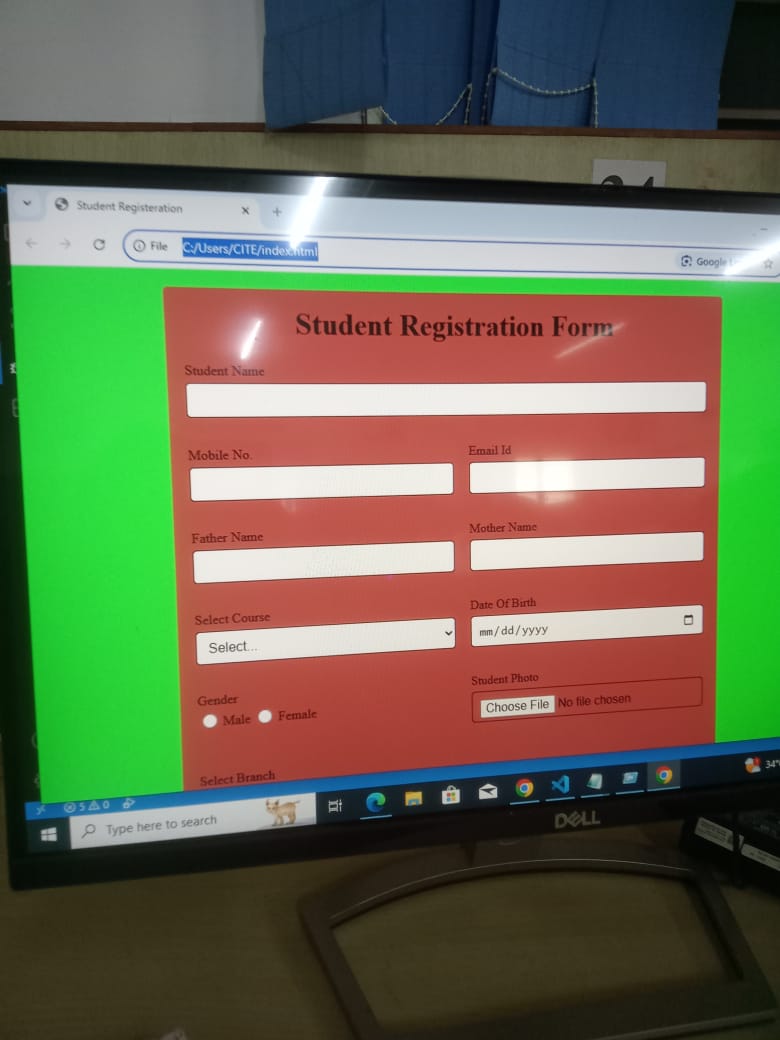 Student Registeration
File C:/Users/CITE/index.html Google
Student Registration Form
Student Name
Mobile No. Email Id
Father Name Mother Name
Select Course Date Of Birth
Select... mm/dd/yyyy
Gender Student Photo
Male Female Choose File No file chosen
Select Branch
5 0
Type here to search 34°
DELL